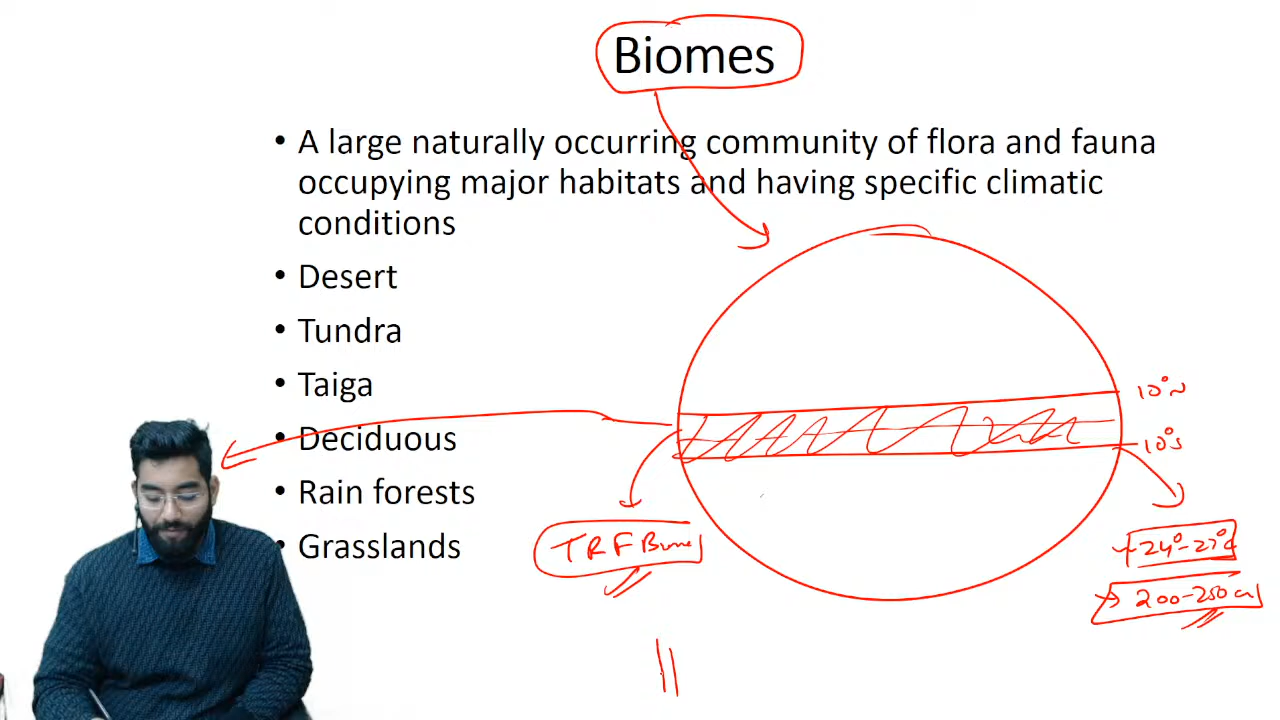 Biomes
• A large naturally occurring community of flora and fauna
occupying major habitats and having specific climatic
conditions
• Desert
• Tundra
• Taiga
• Deciduous
• Rain forests
• Grasslands
10°N
10°S
TRF Biome
24°-27°C
200-250 cm